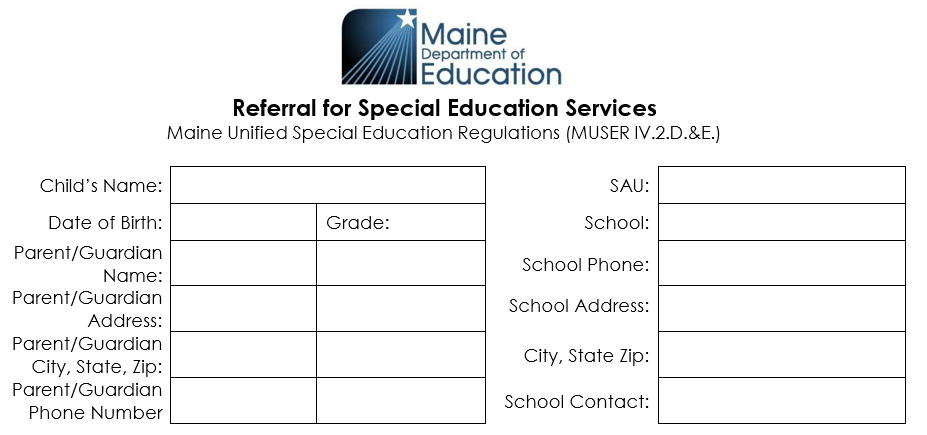 Maine
Department of
Education
Referral for Special Education Services
Maine Unified Special Education Regulations (MUSER IV.2.D.&E.)
Child's Name:
SAU:
Date of Birth:
Grade:
School:
Parent/Guardian
Name:
School Phone:
Parent/Guardian
Address:
School Address:
Parent/Guardian
City, State, Zip:
City, State Zip:
Parent/Guardian
Phone Number
School Contact: